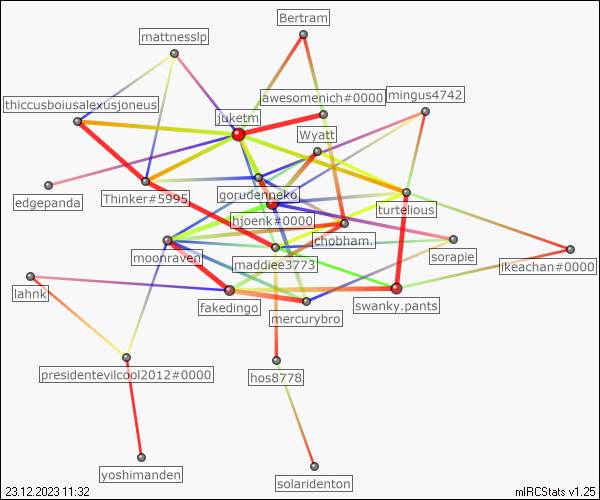 Bertram
mattnesslp
awesomenich#0000
mingus4742
thiccusboiusalexusjoneus
juketm
Wyatt
edgepanda
Thinker#5995
gorudenneko
turtelious
hjoenk#0000
chobham.
moonraven
maddiee3773
sorapie
ikeachan#0000
lahnk
fakedingo
mercurybro
swanky.pants
presidentevilcool2012#0000
hos8778
yoshimanden
solaridenton
23.12.2023 11:32
mIRCStats v1.25